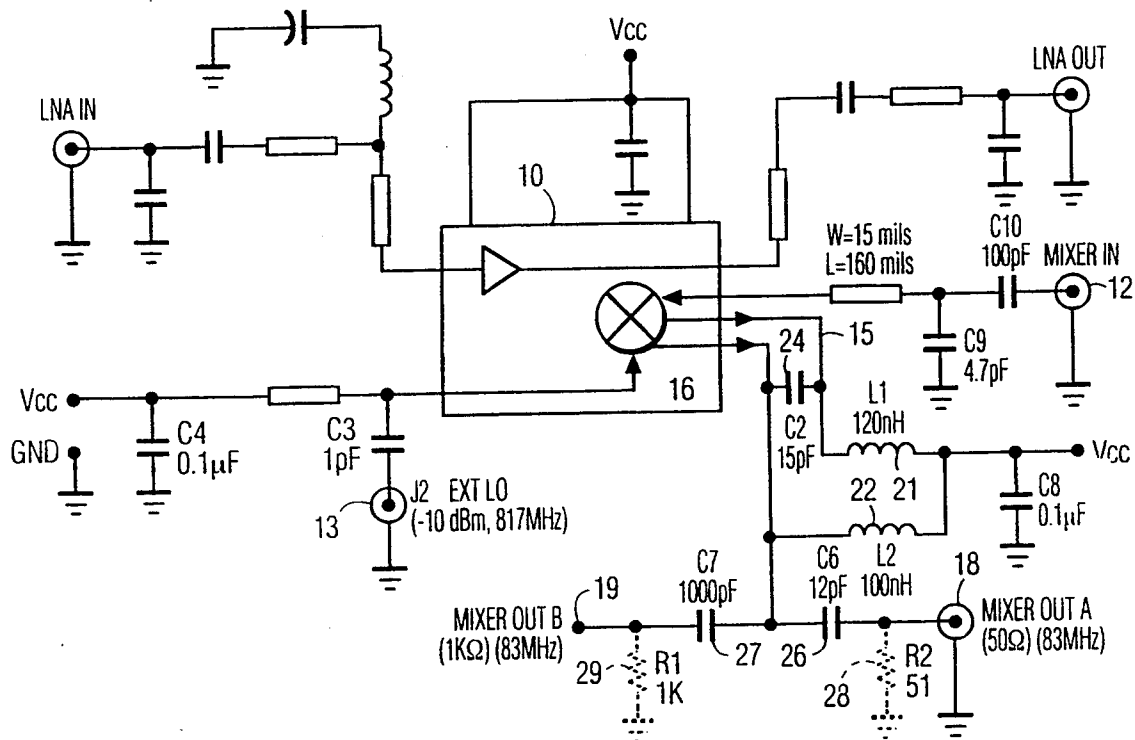 Vcc
LNA IN
LNA OUT
10
W=15 mils
L=160 mils
C10
100pF
MIXER IN
12
24
15
C9
4.7pF
16
Vcc
C4
0.1µF
C3
1pF
GND
L1
120nH
C2
15pF
Vcc
21
22
C8
0.1µF
J2 EXT LO
(-10 dBm, 817MHz)
13
L2
100nH
C7
1000pF
C6
12pF
18
19
MIXER OUT B
(1KΩ) (83MHz)
MIXER OUT A
(50Ω) (83MHz)
27
26
29
R1
1K
28
R2
51